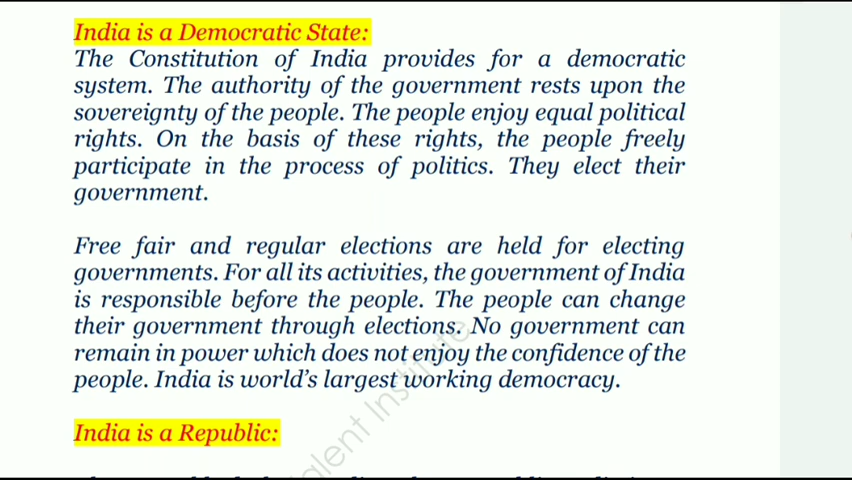 India is a Democratic State:
The Constitution of India provides for a democratic
system. The authority of the government rests upon the
sovereignty of the people. The people enjoy equal political
rights. On the basis of these rights, the people freely
participate in the process of politics. They elect their
government.
Free fair and regular elections are held for electing
governments. For all its activities, the government of India
is responsible before the people. The people can change
their government through elections. No government can
remain in power which does not enjoy the confidence of the
people. India is world's largest working democracy.
India is a Republic: